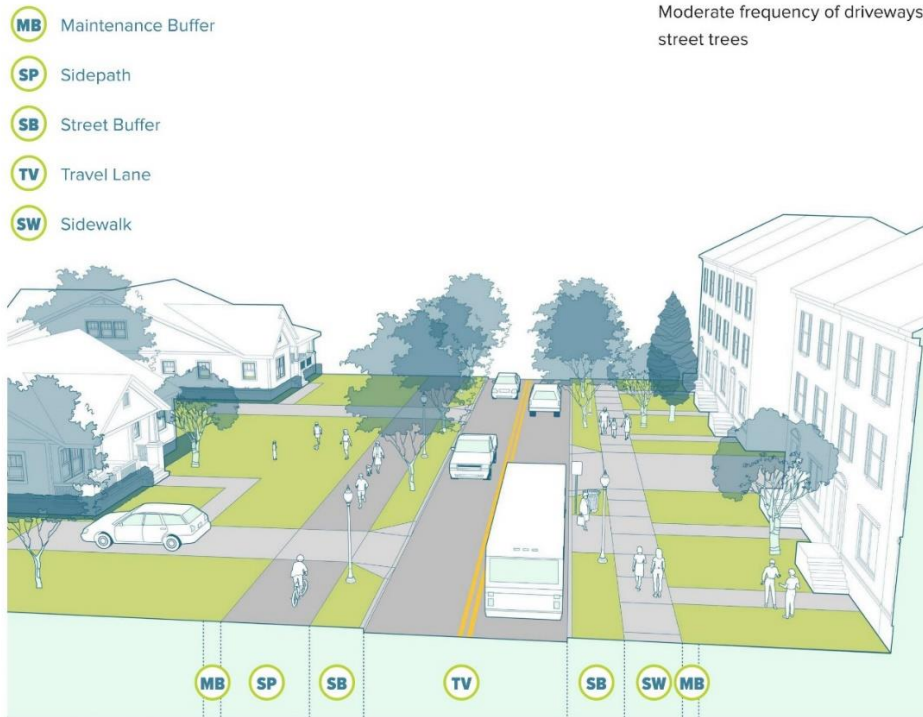 MB Maintenance Buffer
SP Sidepath
SB Street Buffer
TV Travel Lane
SW Sidewalk
Moderate frequency of driveways
street trees
MB SP SB TV SB SW MB